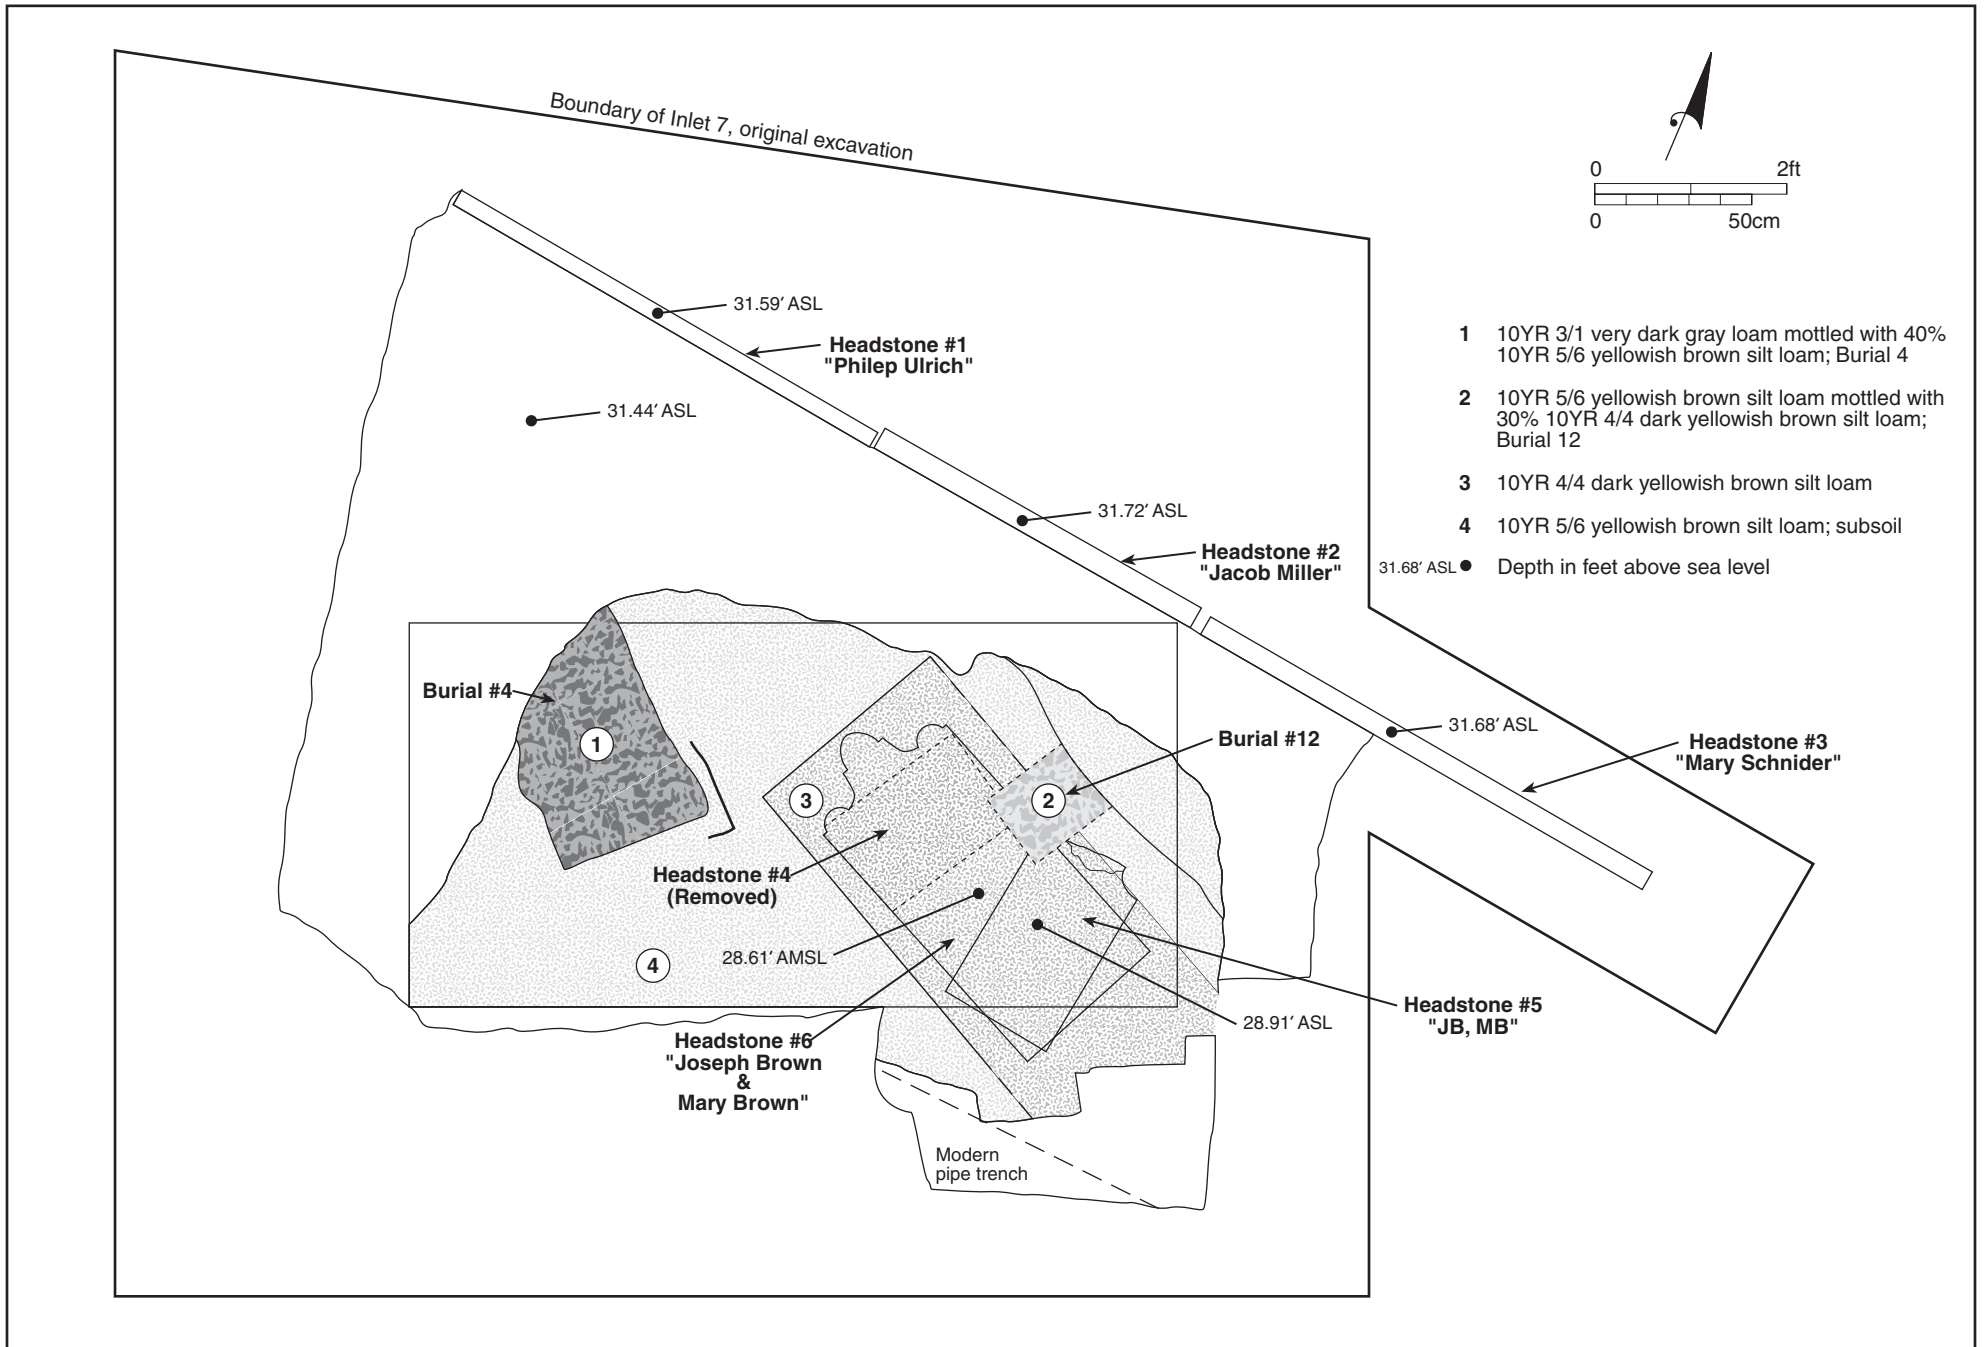 Boundary of Inlet 7, original excavation
0 2ft
0 50cm
31.59′ ASL
Headstone #1
"Philep Ulrich"
31.44′ ASL
31.72′ ASL
Headstone #2
"Jacob Miller"
1 10YR 3/1 very dark gray loam mottled with 40%
10YR 5/6 yellowish brown silt loam; Burial 4
2 10YR 5/6 yellowish brown silt loam mottled with
30% 10YR 4/4 dark yellowish brown silt loam;
Burial 12
3 10YR 4/4 dark yellowish brown silt loam
4 10YR 5/6 yellowish brown silt loam; subsoil
31.68′ ASL Depth in feet above sea level
Burial #4
1
Burial #12
2
3
31.68′ ASL
Headstone #3
"Mary Schnider"
Headstone #4
(Removed)
28.61′ AMSL
4
Headstone #5
"JB, MB"
28.91′ ASL
Headstone #6
"Joseph Brown
&
Mary Brown"
Modern
pipe trench